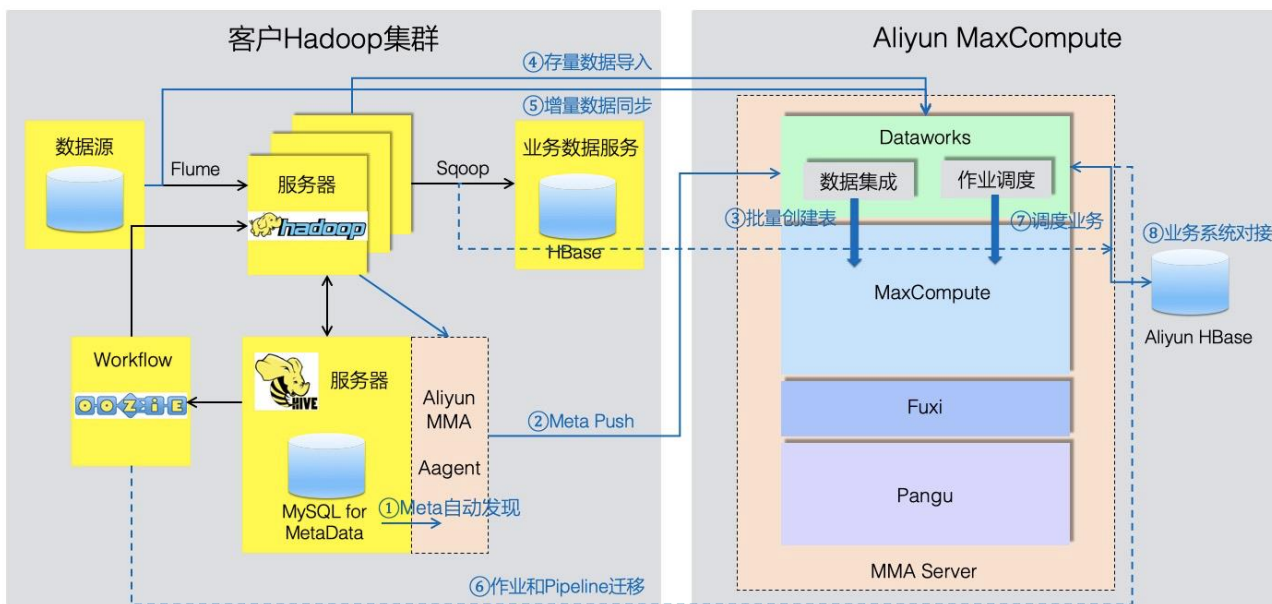 客户Hadoop集群
Aliyun MaxCompute
④存量数据导入
⑤增量数据同步
数据源
Flume
服务器
hadoop
Sqoop
业务数据服务
HBase
Dataworks
数据集成
作业调度
③批量创建表
⑦调度业务
⑧业务系统对接
MaxCompute
Aliyun HBase
Workflow
OOZiE
HIVE
服务器
Aliyun
MMA
Aagent
②Meta Push
Fuxi
MySQL for
MetaData
①Meta自动发现
Pangu
MMA Server
⑥作业和Pipeline迁移